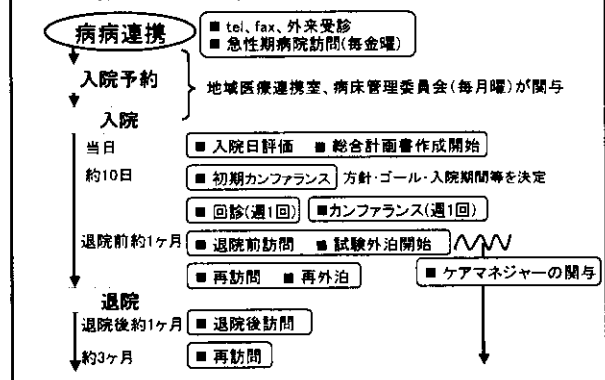 病病連携
■ tel、fax、外来受診
■ 急性期病院訪問(毎金曜)
入院予約
地域医療連携室、病床管理委員会(毎月曜)が関与
入院
当日 ■ 入院日評価 ■ 総合計画書作成開始
約10日 ■ 初期カンファランス 方針・ゴール・入院期間等を決定
■ 回診(週1回) ■カンファランス(週1回)
退院前約1ヶ月 ■ 退院前訪問 ■ 試験外泊開始
■ 再訪問 ■ 再外泊 ■ ケアマネジャーの関与
退院
退院後約1ヶ月 ■ 退院後訪問
約3ヶ月 ■ 再訪問